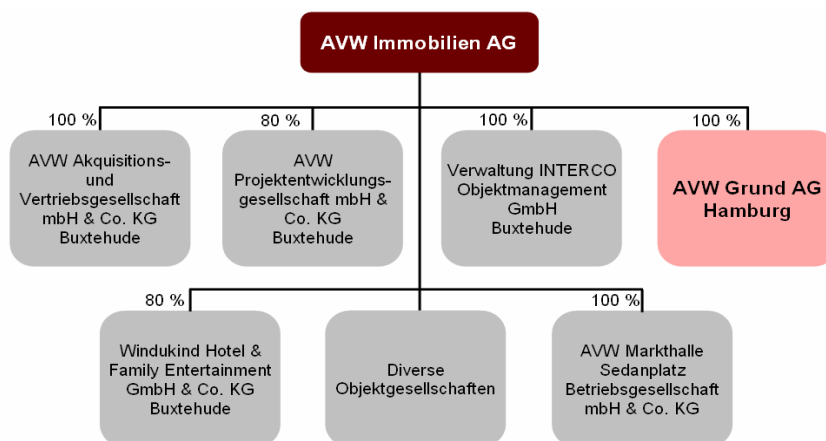 AVW Immobilien AG
100 %
80 %
100 %
100 %
AVW Akquisitions-
und
Vertriebsgesellschaft
mbH & Co. KG
Buxtehude
AVW
Projektentwicklungs-
gesellschaft mbH &
Co. KG
Buxtehude
Verwaltung INTERCO
Objektmanagement
GmbH
Buxtehude
AVW Grund AG
Hamburg
80 %
100 %
Windukind Hotel &
Family Entertainment
GmbH & Co. KG
Buxtehude
Diverse
Objektgesellschaften
AVW Markthalle
Sedanplatz
Betriebsgesellschaft
mbH & Co. KG